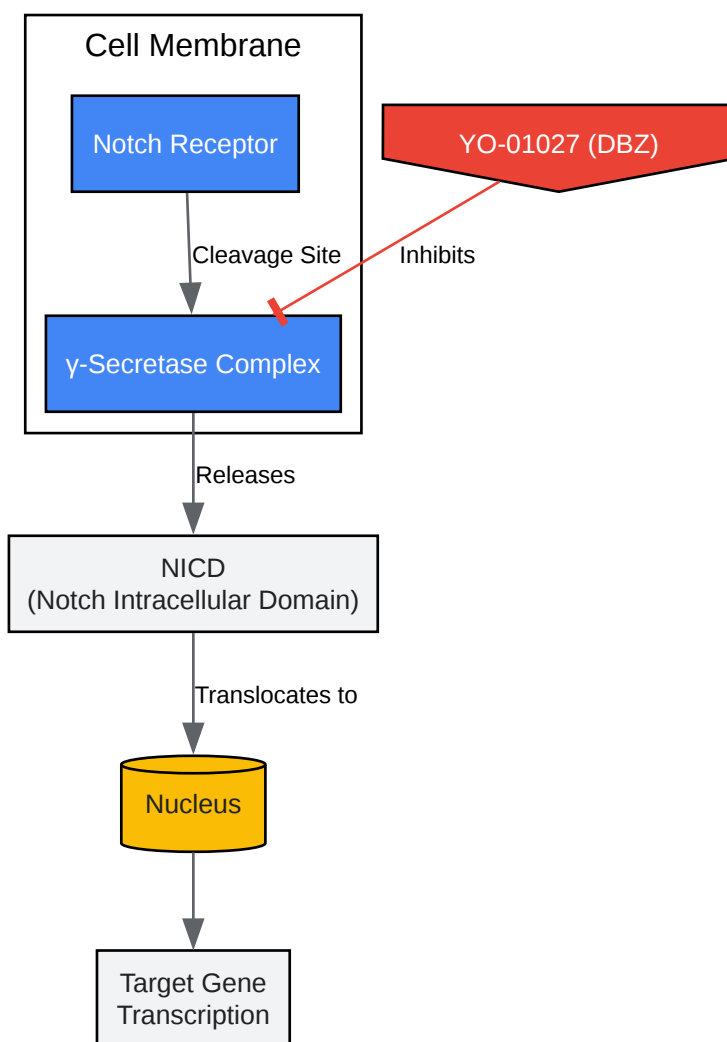 Cell Membrane
Notch Receptor
YO-01027 (DBZ)
Cleavage Site
Inhibits
γ-Secretase Complex
Releases
NICD
(Notch Intracellular Domain)
Translocates to
Nucleus
Target Gene
Transcription